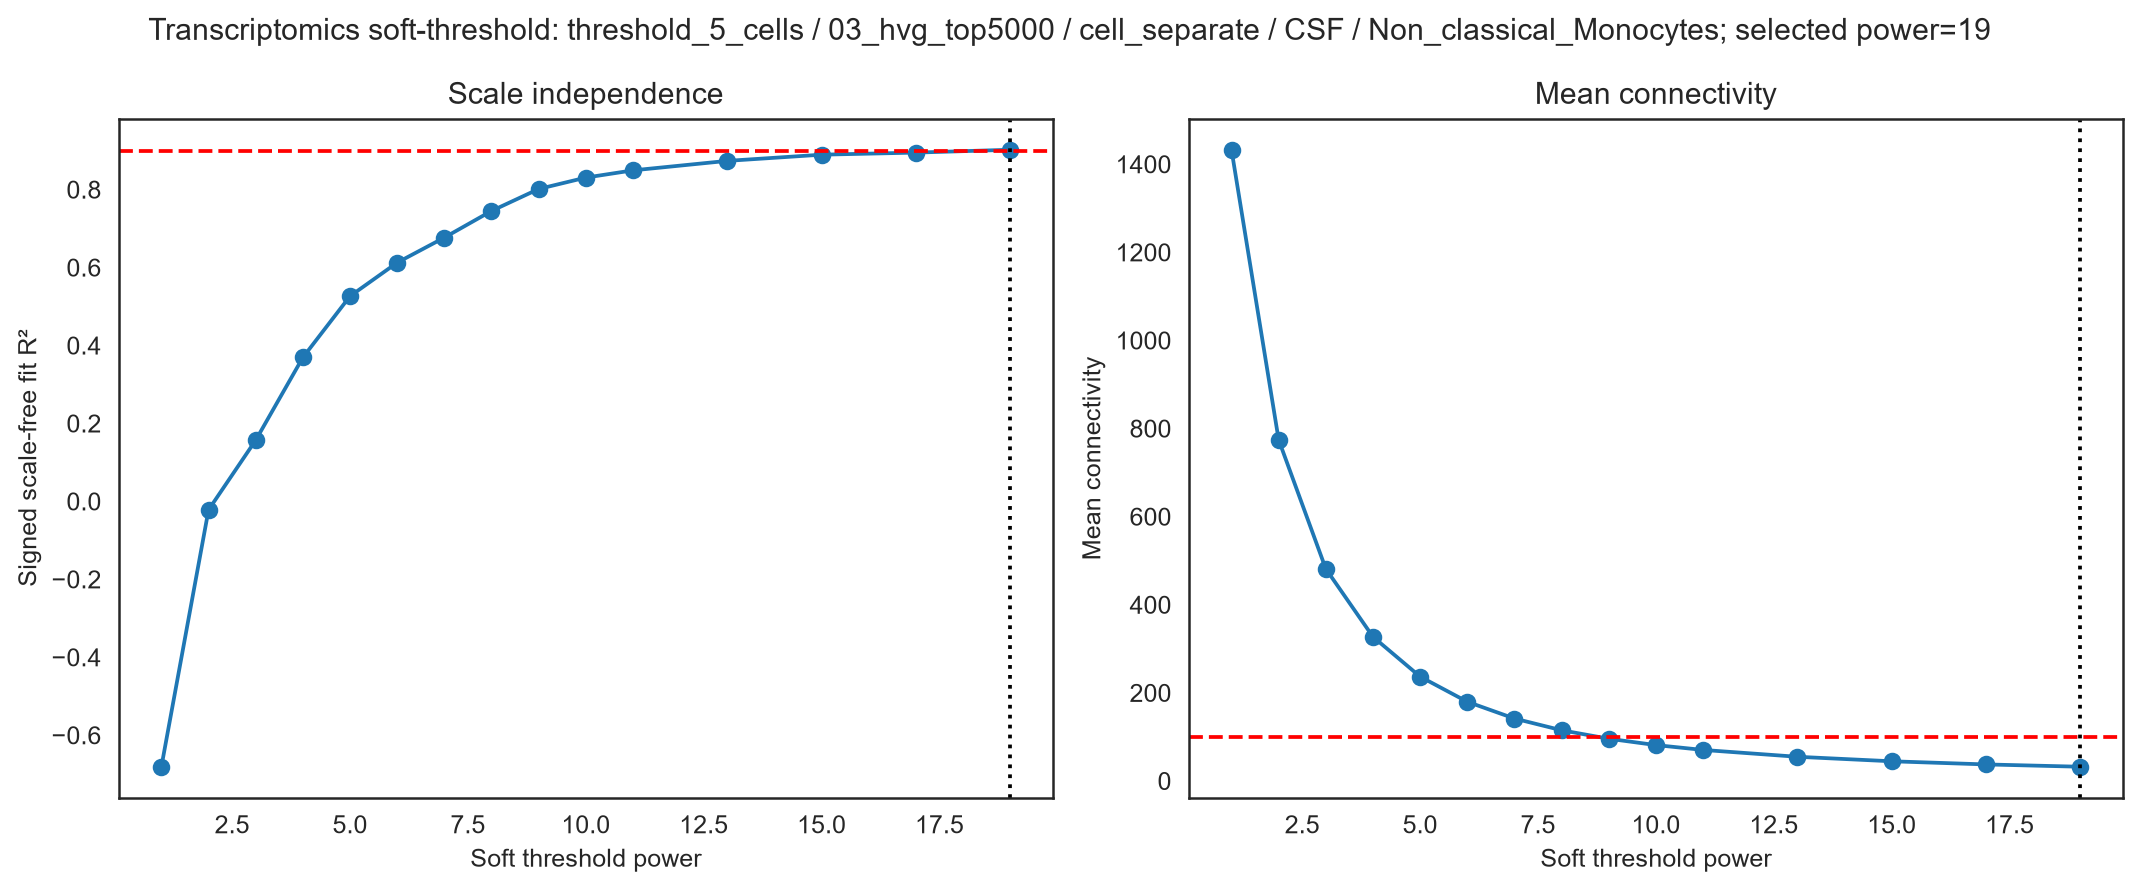 Transcriptomics soft-threshold: threshold_5_cells / 03_hvg_top5000 / cell_separate / CSF / Non_classical_Monocytes; selected power=19
Scale independence
Signed scale-free fit R²
0.8
0.6
0.4
0.2
0.0
−0.2
−0.4
−0.6
2.5 5.0 7.5 10.0 12.5 15.0 17.5
Soft threshold power
Mean connectivity
Mean connectivity
1400
1200
1000
800
600
400
200
0
2.5 5.0 7.5 10.0 12.5 15.0 17.5
Soft threshold power